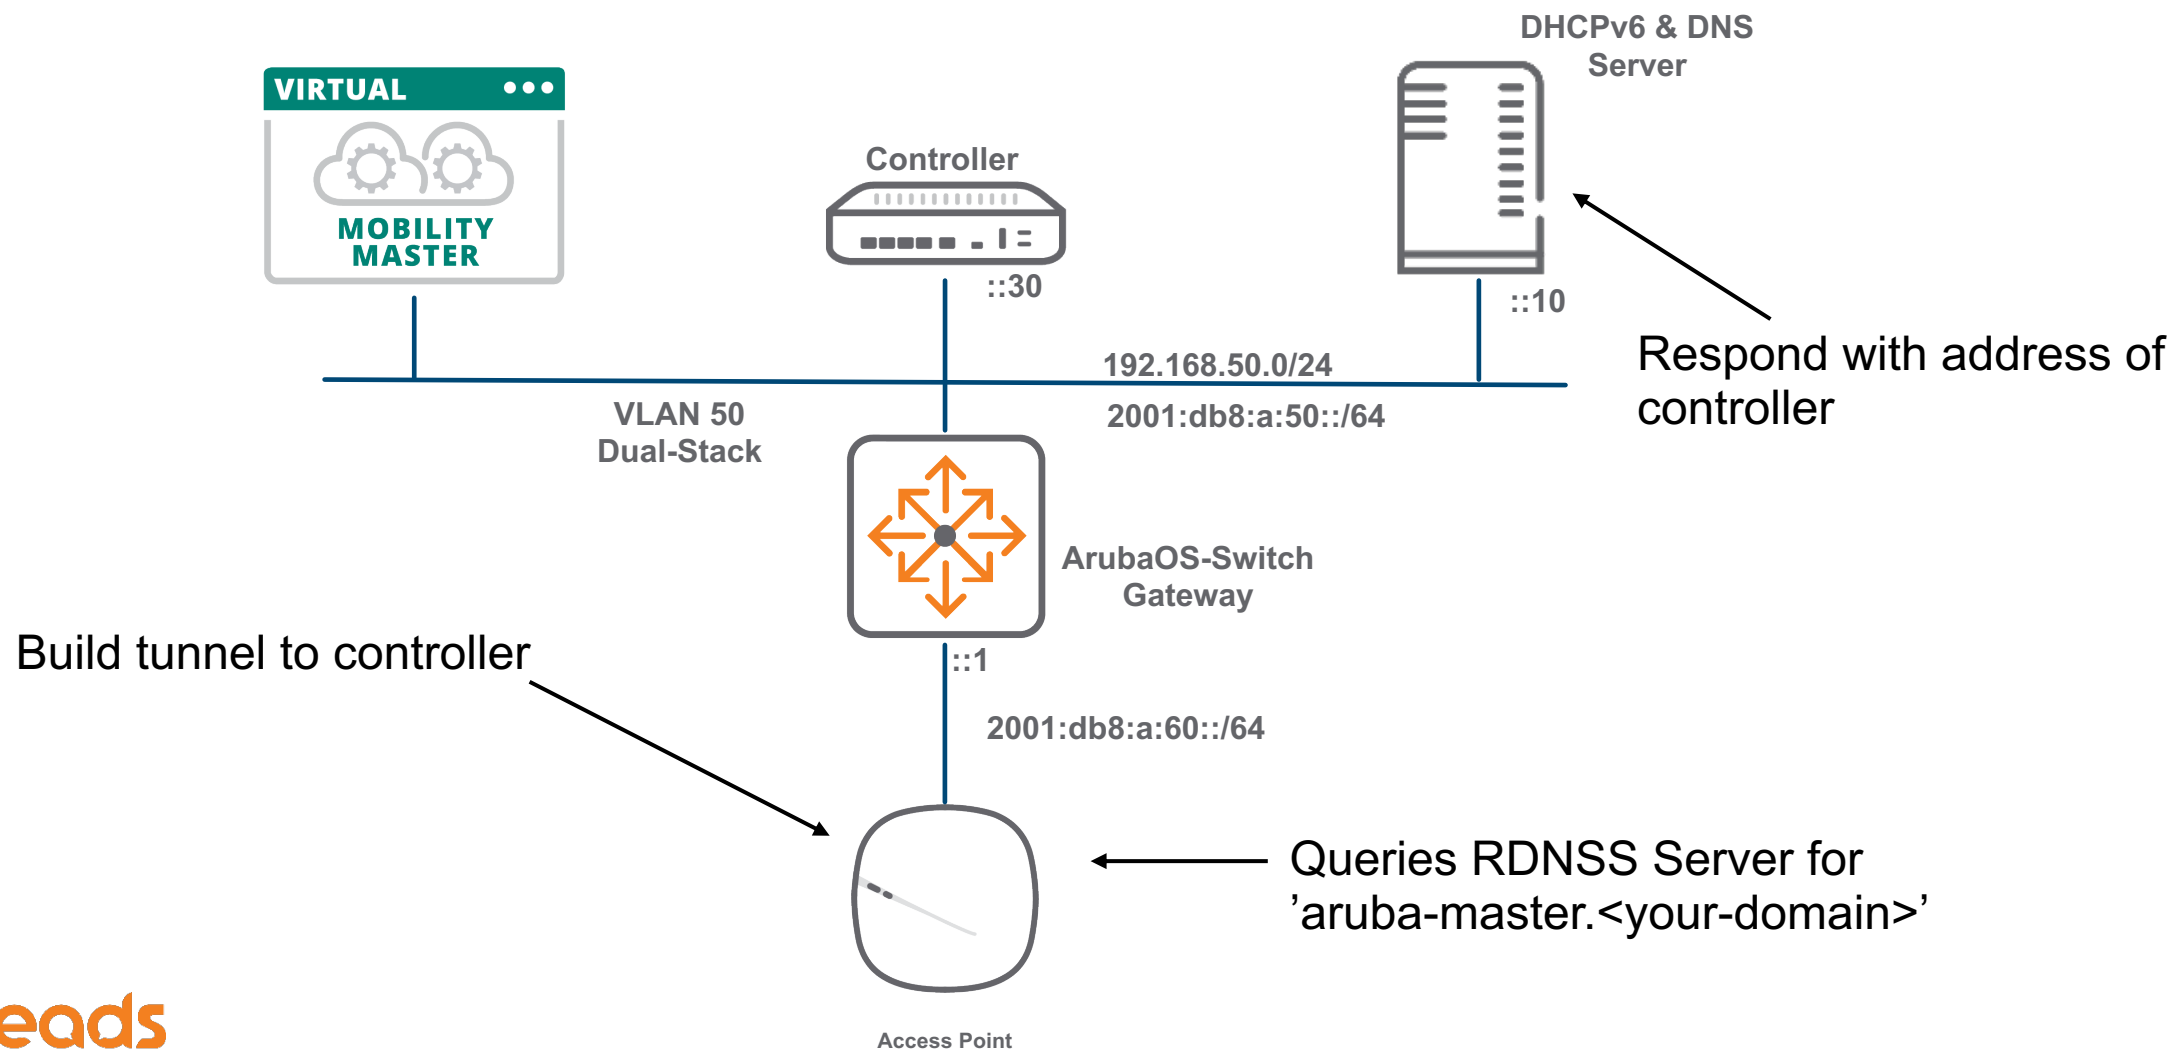 DHCPv6 & DNS
Server
VIRTUAL
MOBILITY
MASTER
Controller
::30
::10
Respond with address of
controller
192.168.50.0/24
VLAN 50
Dual-Stack
2001:db8:a:50::/64
ArubaOS-Switch
Gateway
Build tunnel to controller
::1
2001:db8:a:60::/64
Queries RDNSS Server for
’aruba-master.<your-domain>’
eads
Access Point